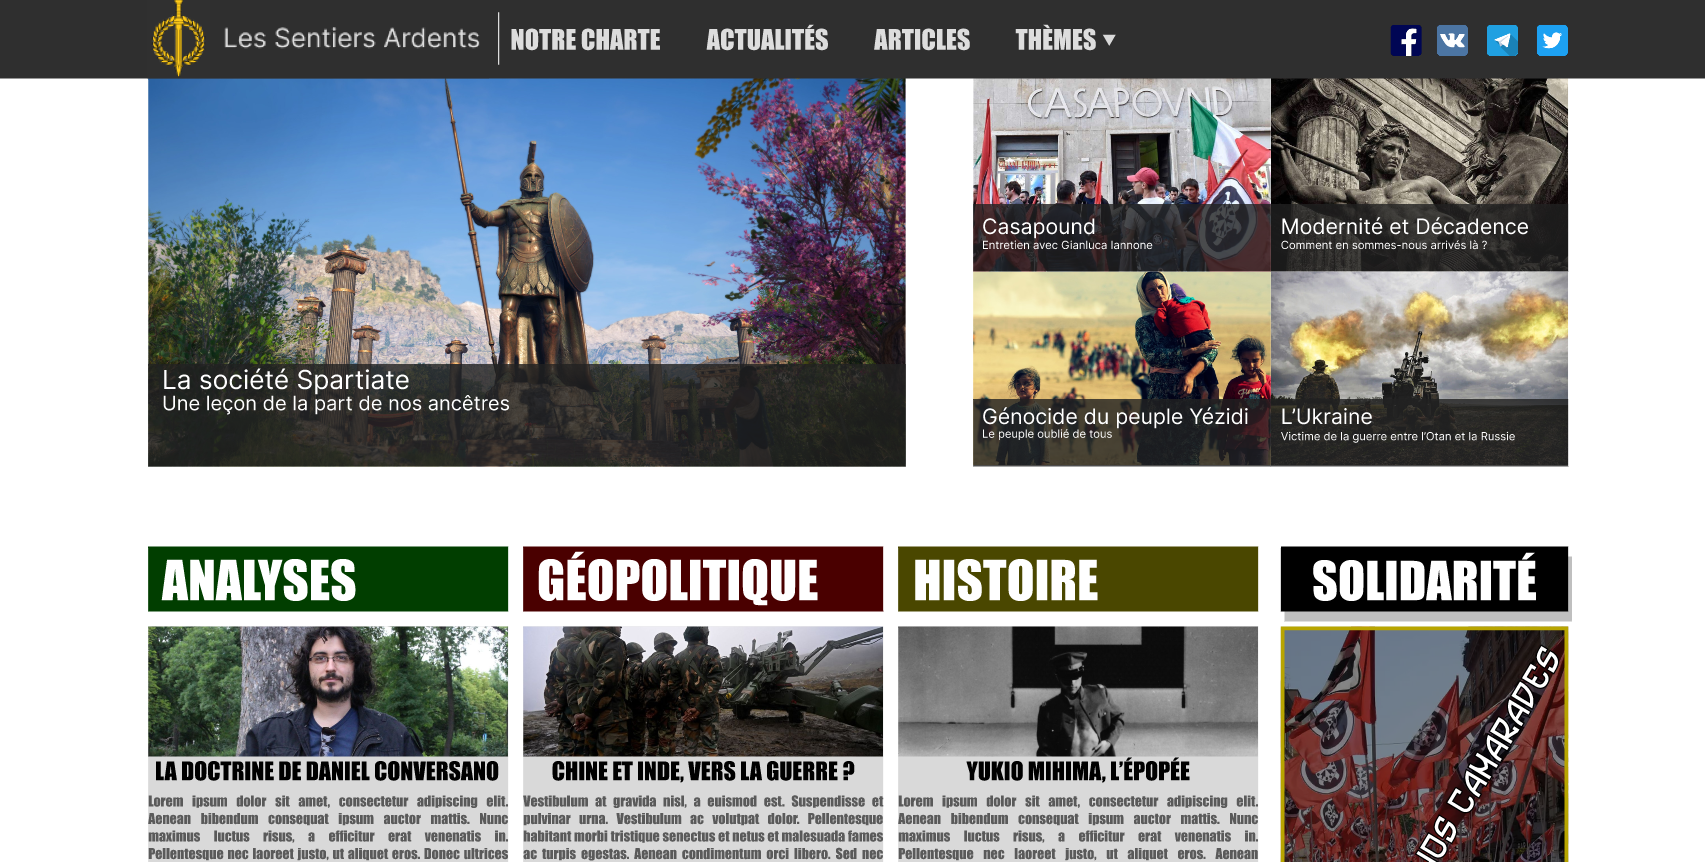 Les Sentiers Ardents
NOTRE CHARTE
ACTUALITÉS
ARTICLES
THÈMES
CASAPOVND
La société Spartiate
Une leçon de la part de nos ancêtres
Casapound
Entretien avec Gianluca Iannone
Modernité et Décadence
Comment en sommes-nous arrivés là ?
Génocide du peuple Yézidi
Le peuple oublié de tous
L'Ukraine
Victime de la guerre entre l'Otan et la Russie
ANALYSES
GÉOPOLITIQUE
HISTOIRE
SOLIDARITÉ
LA DOCTRINE DE DANIEL CONVERSANO
Lorem ipsum dolor sit amet, consectetur adipiscing elit.
Aenean bibendum consequat ipsum auctor mattis. Nunc
maximus luctus risus, a efficitur erat venenatis in.
Pellentesque nec laoreet justo, ut aliquet eros. Donec ultrices
CHINE ET INDE, VERS LA GUERRE ?
Vestibulum at gravida nisl, a euismod est. Suspendisse et
pulvinar urna. Vestibulum ac volutpat dolor. Pellentesque
habitant morbi tristique senectus et netus et malesuada fames
ac turpis egestas. Aenean condimentum orci libero. Sed nec
YUKIO MIHIMA, L'ÉPOPÉE
Lorem ipsum dolor sit amet, consectetur adipiscing elit.
Aenean bibendum consequat ipsum auctor mattis. Nunc
maximus luctus risus, a efficitur erat venenatis in.
Pellentesque nec laoreet justo, ut aliquet eros. Aenean
CAMARADES